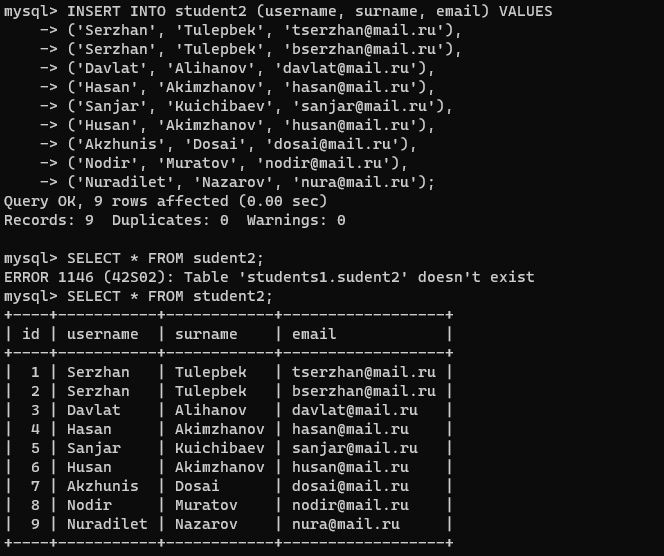 mysql> INSERT INTO student2 (username, surname, email) VALUES
    -> ('Serzhan', 'Tulepbek', 'tserzhan@mail.ru'),
    -> ('Serzhan', 'Tulepbek', 'bserzhan@mail.ru'),
    -> ('Davlat', 'Alihanov', 'davlat@mail.ru'),
    -> ('Hasan', 'Akimzhanov', 'hasan@mail.ru'),
    -> ('Sanjar', 'Kuichibaev', 'sanjar@mail.ru'),
    -> ('Husan', 'Akimzhanov', 'husan@mail.ru'),
    -> ('Akzhunis', 'Dosai', 'dosai@mail.ru'),
    -> ('Nodir', 'Muratov', 'nodir@mail.ru'),
    -> ('Nuradilet', 'Nazarov', 'nura@mail.ru');
Query OK, 9 rows affected (0.00 sec)
Records: 9  Duplicates: 0  Warnings: 0

mysql> SELECT * FROM sudent2;
ERROR 1146 (42S02): Table 'students1.sudent2' doesn't exist
mysql> SELECT * FROM student2;
+----+-----------+------------+------------------+
| id | username  | surname    | email            |
+----+-----------+------------+------------------+
|  1 | Serzhan   | Tulepbek   | tserzhan@mail.ru |
|  2 | Serzhan   | Tulepbek   | bserzhan@mail.ru |
|  3 | Davlat    | Alihanov   | davlat@mail.ru   |
|  4 | Hasan     | Akimzhanov | hasan@mail.ru    |
|  5 | Sanjar    | Kuichibaev | sanjar@mail.ru   |
|  6 | Husan     | Akimzhanov | husan@mail.ru    |
|  7 | Akzhunis  | Dosai      | dosai@mail.ru    |
|  8 | Nodir     | Muratov    | nodir@mail.ru    |
|  9 | Nuradilet | Nazarov    | nura@mail.ru     |
+----+-----------+------------+------------------+